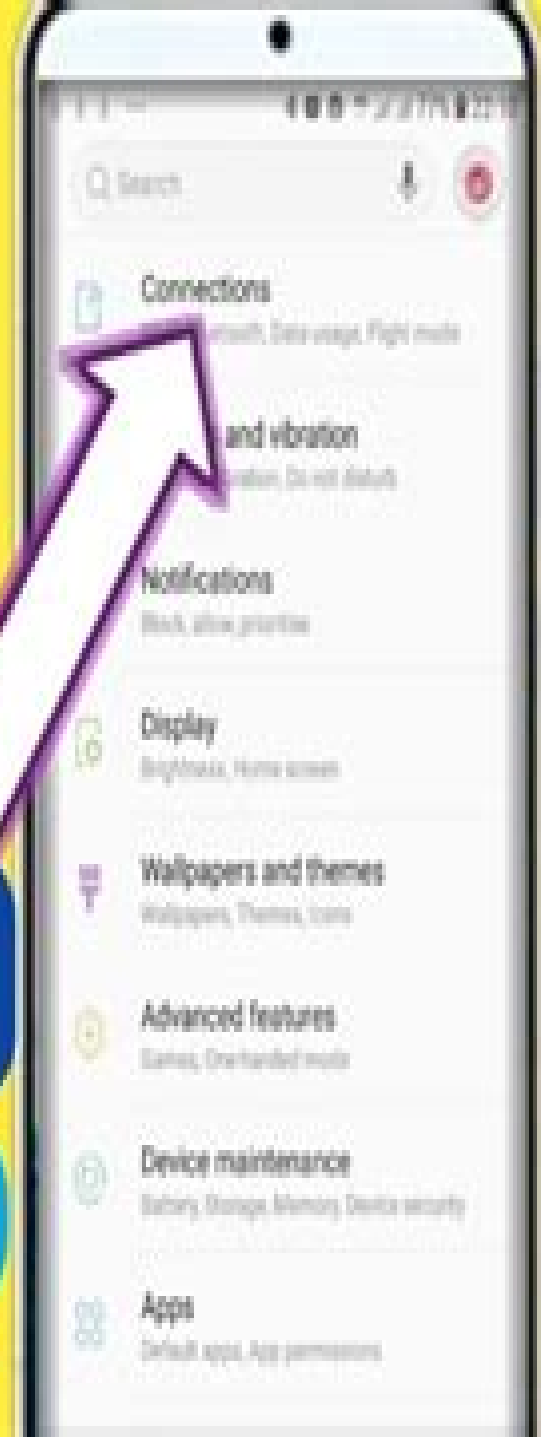 77%
Search
Connections
Data usage, Flight mode
and vibration
Do not disturb
Notifications
Block, allow, prioritise
Display
Brightness, Home screen
Wallpapers and themes
Wallpapers, Themes, Icons
Advanced features
Games, One handed mode
Device maintenance
Battery, Storage, Memory, Device security
Apps
Default apps, App permissions